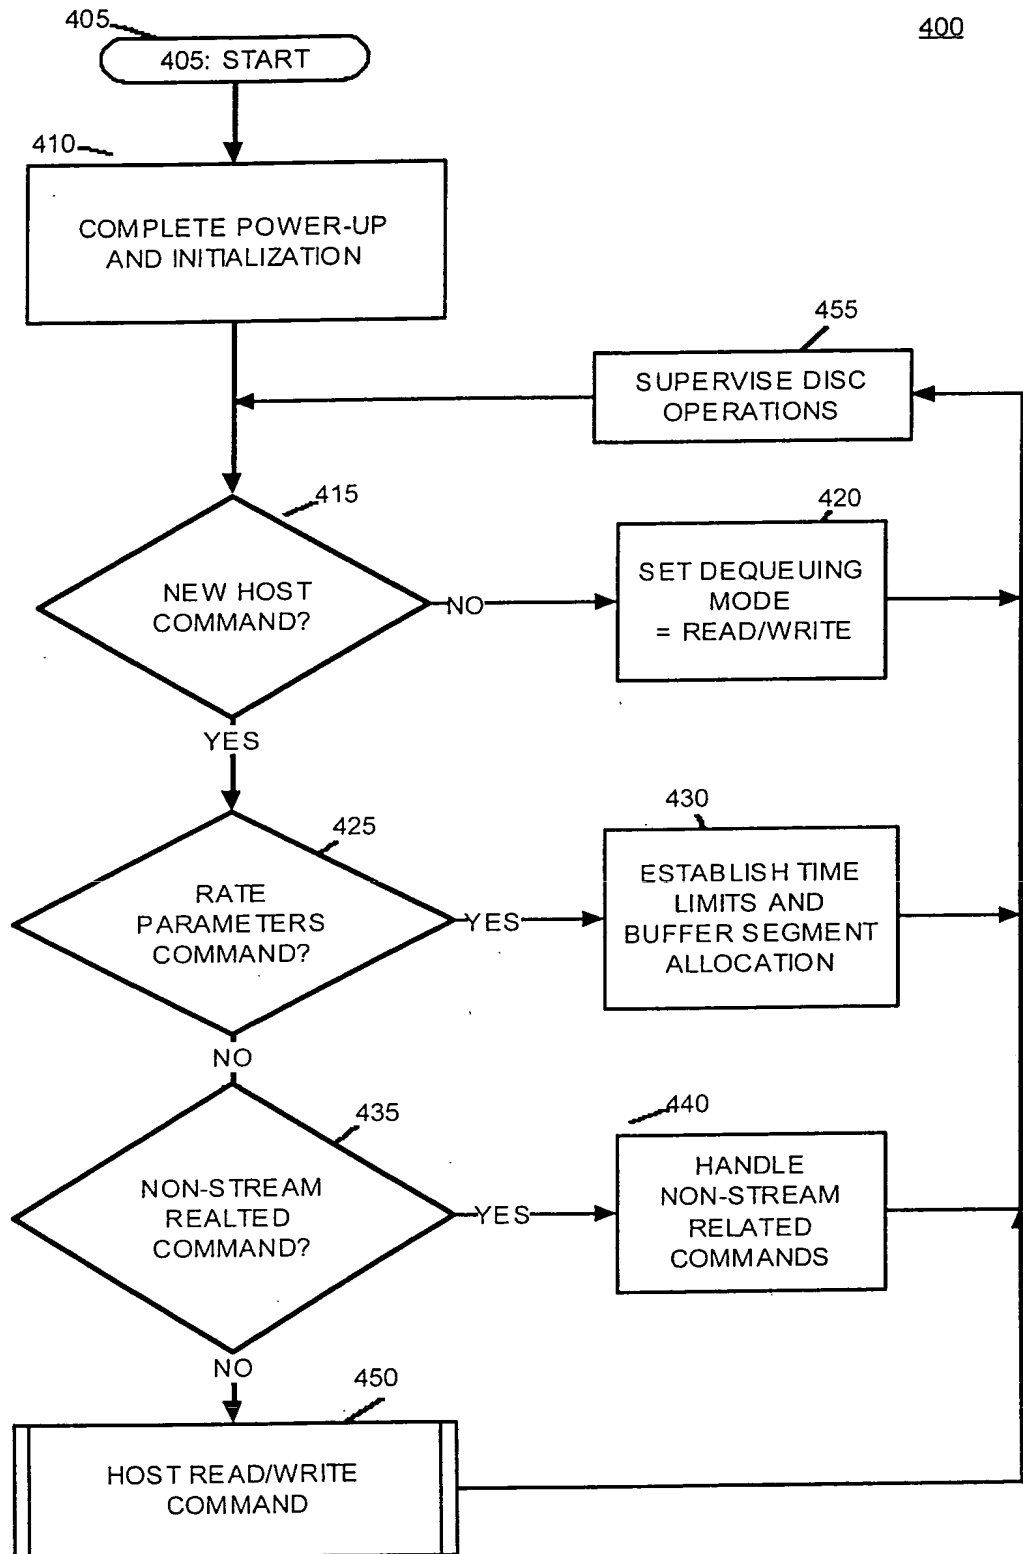 405
400
405: START
410
COMPLETE POWER-UP
AND INITIALIZATION
455
SUPERVISE DISC
OPERATIONS
415
NEW HOST
COMMAND?
NO
420
SET DEQUEUING
MODE
= READ/WRITE
YES
425
RATE
PARAMETERS
COMMAND?
YES
430
ESTABLISH TIME
LIMITS AND
BUFFER SEGMENT
ALLOCATION
NO
435
NON-STREAM
REALTED
COMMAND?
YES
440
HANDLE
NON-STREAM
RELATED
COMMANDS
NO
450
HOST READ/WRITE
COMMAND